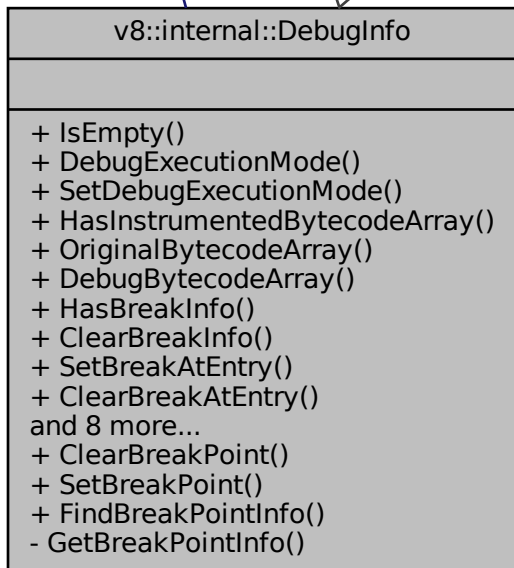 v8::internal::DebugInfo
+ IsEmpty()
+ DebugExecutionMode()
+ SetDebugExecutionMode()
+ HasInstrumentedBytecodeArray()
+ OriginalBytecodeArray()
+ DebugBytecodeArray()
+ HasBreakInfo()
+ ClearBreakInfo()
+ SetBreakAtEntry()
+ ClearBreakAtEntry()
and 8 more...
+ ClearBreakPoint()
+ SetBreakPoint()
+ FindBreakPointInfo()
- GetBreakPointInfo()